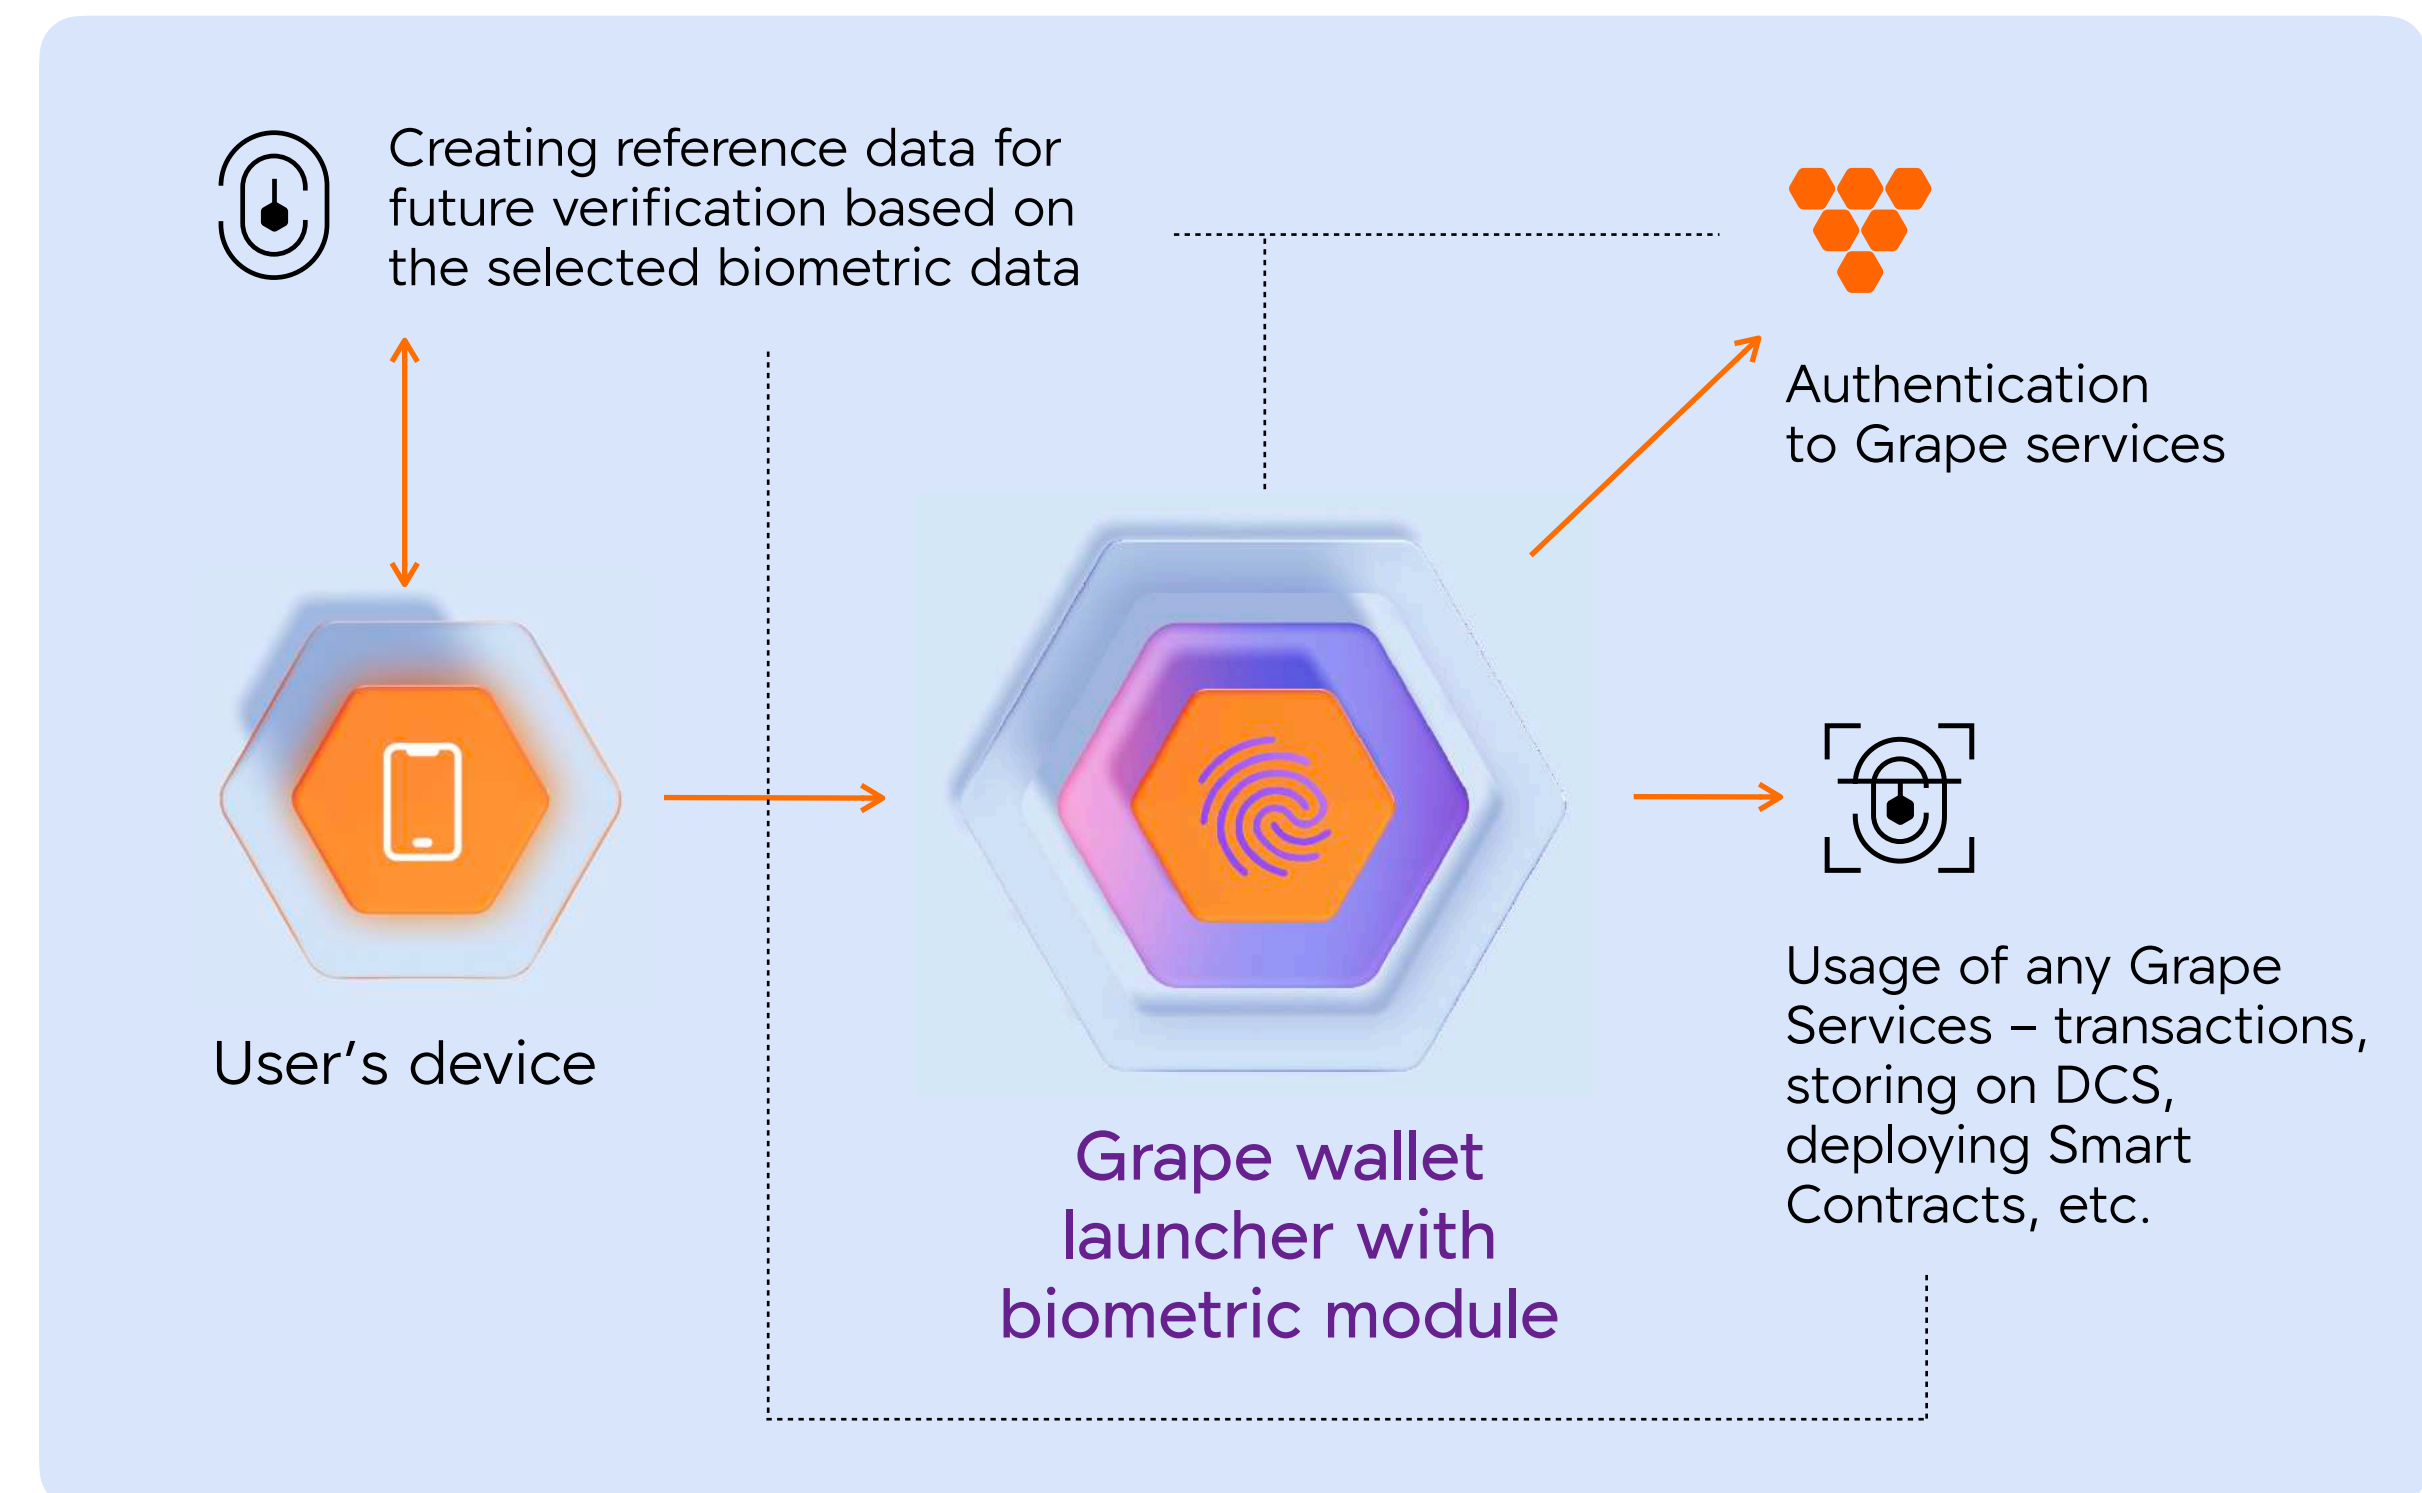 Creating reference data for
future verification based on
the selected biometric data
Authentication
to Grape services
User's device
Grape wallet
launcher with
biometric module
Usage of any Grape
Services – transactions,
storing on DCS,
deploying Smart
Contracts, etc.